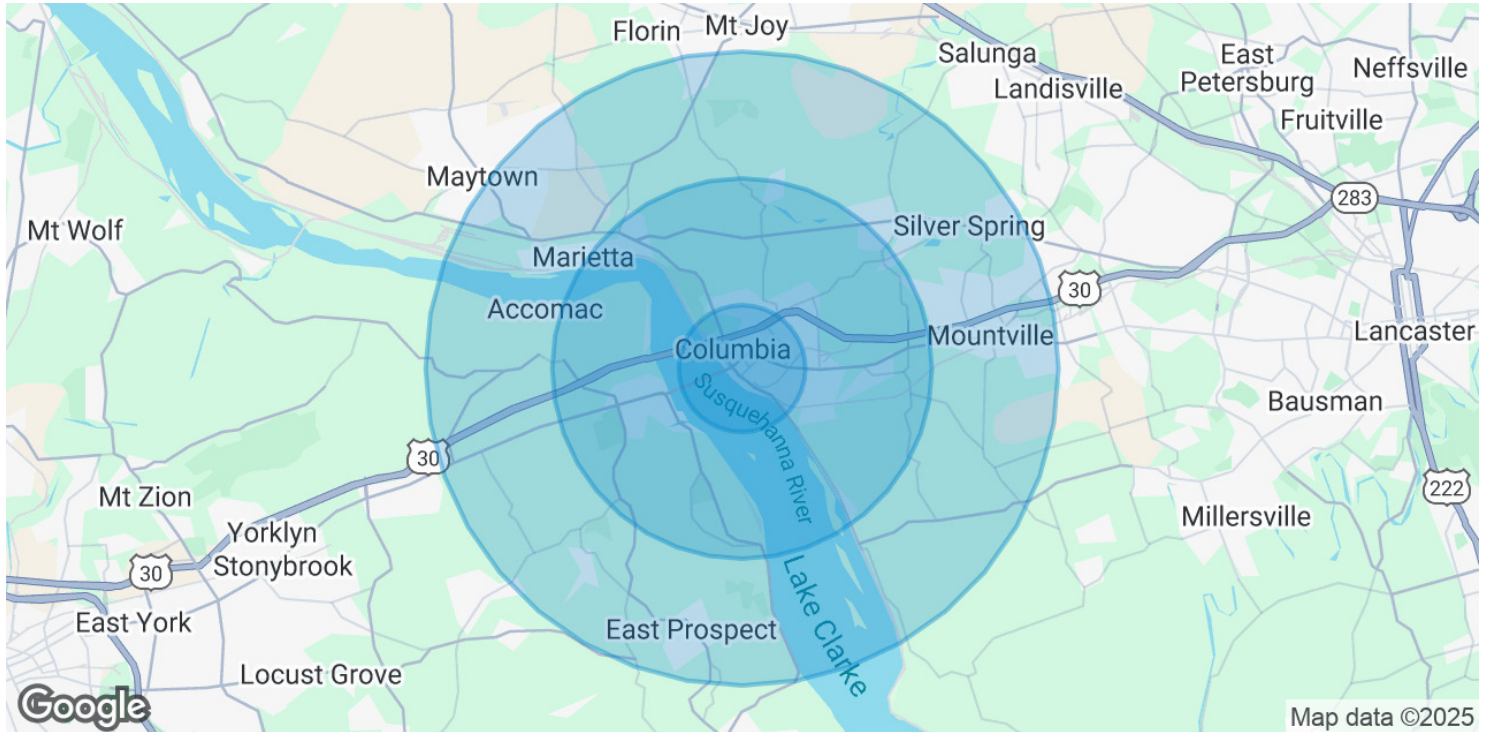 Florin
Mt Joy
Salunga
East
Petersburg
Neffsville
Landisville
Fruitville
Maytown
283
Mt Wolf
Silver Spring
Marietta
30
Accomac
Lancaster
Mountville
Columbia
Susquehanna River
Bausman
30
222
Mt Zion
Millersville
Yorklyn
Stonybrook
30
Lake Clarke
East York
East Prospect
Locust Grove
Google
Map data ©2025